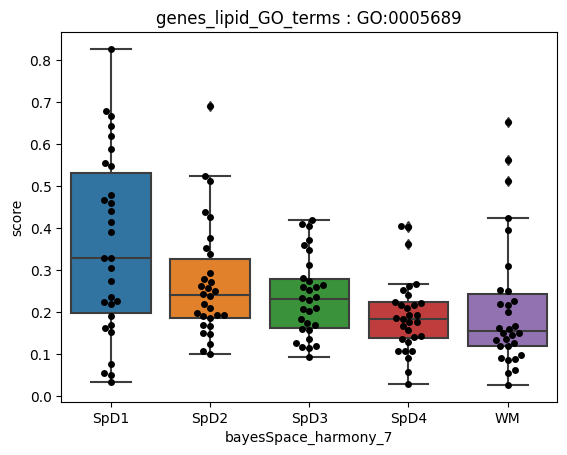 genes_lipid_GO_terms : GO:0005689
score
0.8
0.7
0.6
0.5
0.4
0.3
0.2
0.1
0.0
SpD1 SpD2 SpD3 SpD4 WM
bayesSpace_harmony_7